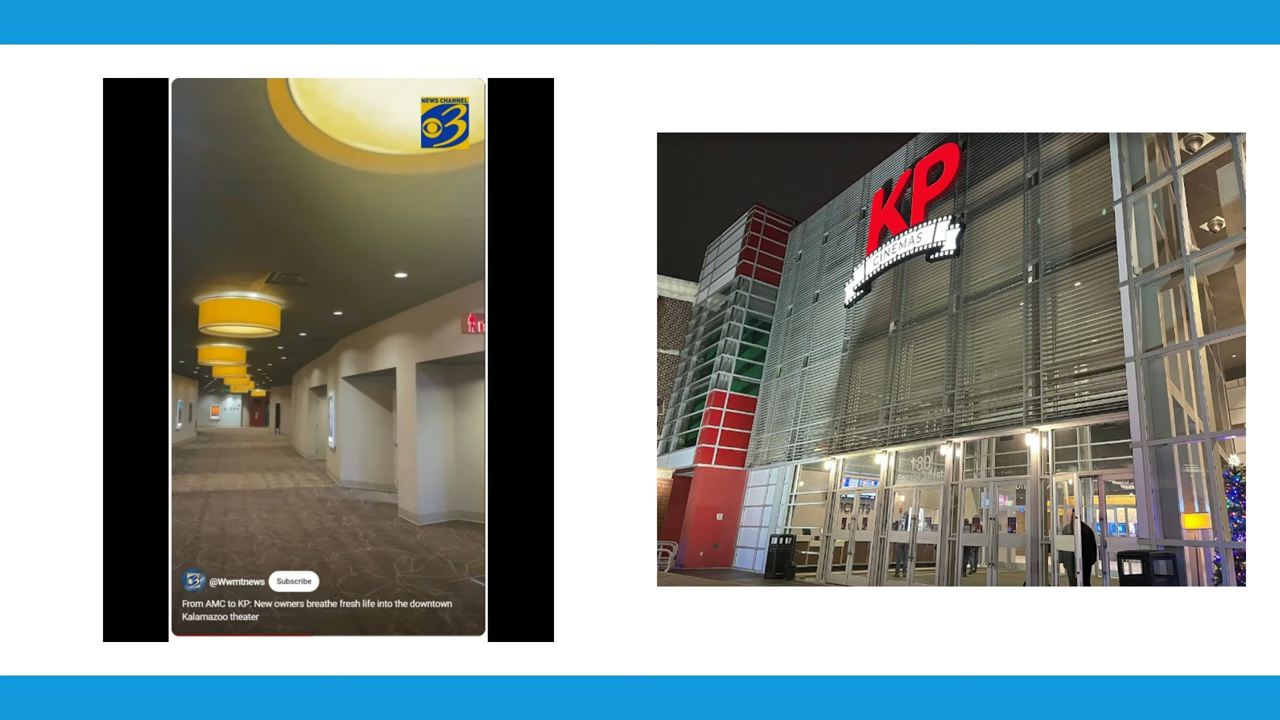 NEWS CHANNEL
3
3
@Wwmtnews
Subscribe
From AMC to KP: New owners breathe fresh life into the downtown
Kalamazoo theater
KP
CINEMAS
180